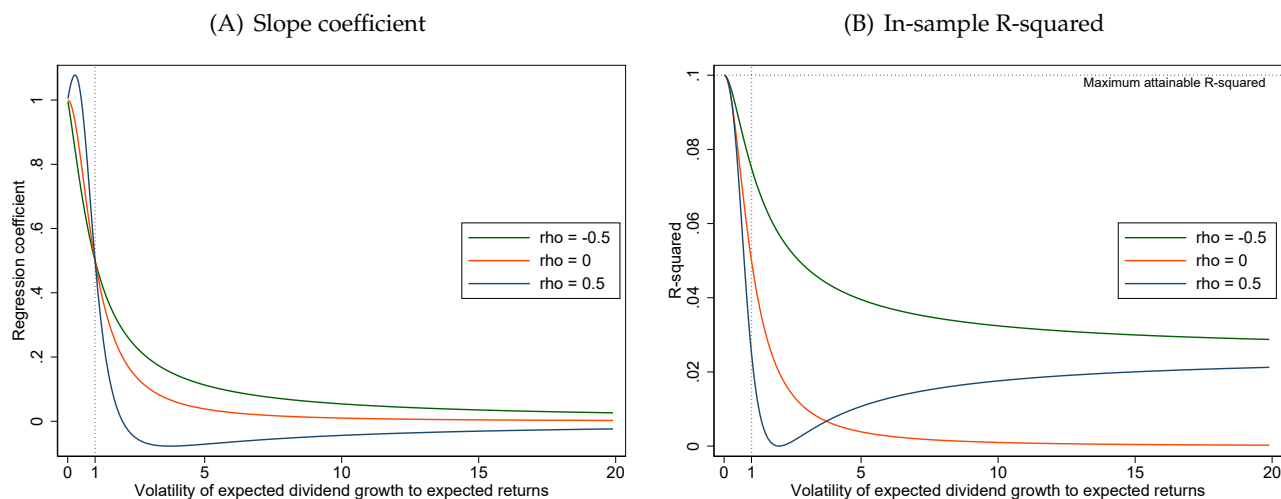 (A) Slope coefficient
Regression coefficient
1
.8
.6
.4
.2
0
rho = -0.5
rho = 0
rho = 0.5
0 1 5 10 15 20
Volatility of expected dividend growth to expected returns
(B) In-sample R-squared
R-squared
.1
.08
.06
.04
.02
0
Maximum attainable R-squared
rho = -0.5
rho = 0
rho = 0.5
0 1 5 10 15 20
Volatility of expected dividend growth to expected returns